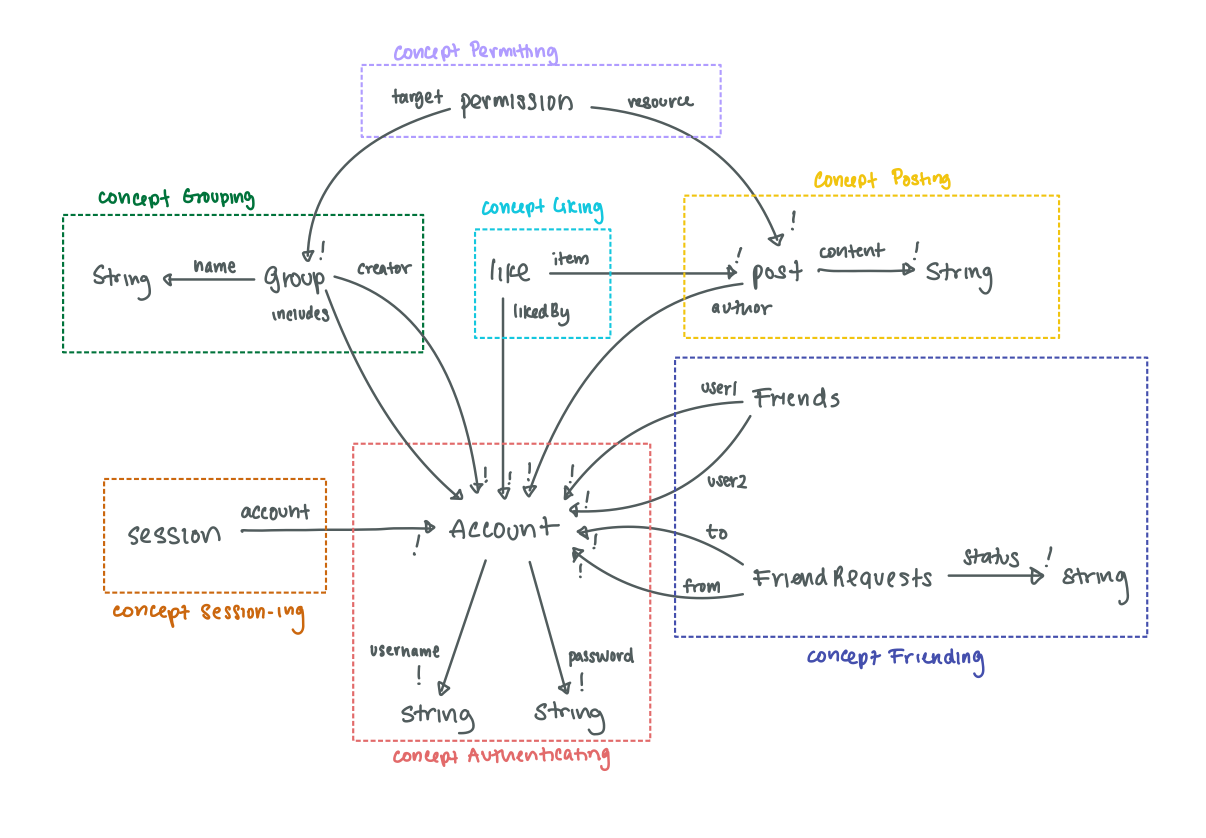 concept Permitting
target
permission
resource
concept Grouping
concept Liking
concept Posting
String
name
Group
!
creator
includes
like
item
likedBy
!
post
!
content
!
String
author
user1
Friends
user2
session
account
!
Account
!
!
!
!
!
!
!
to
from
FriendRequests
status
!
String
concept Session-ing
concept Friending
username
!
String
password
!
String
concept Authenticating